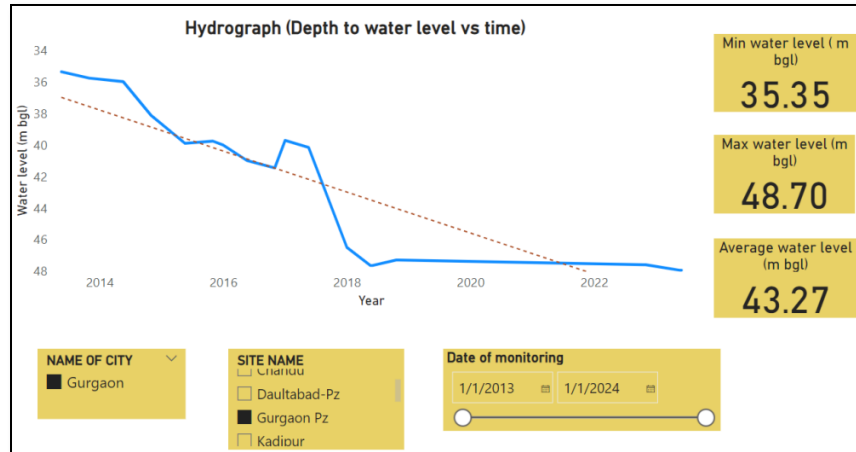 Hydrograph (Depth to water level vs time)
Water level (m bgl)
34
36
38
40
42
44
46
48
2014
2016
2018
2020
2022
Year
Min water level ( m
bgl)
35.35
Max water level (m
bgl)
48.70
Average water level
(m bgl)
43.27
NAME OF CITY
Gurgaon
SITE NAME
Chandu
Daultabad-Pz
Gurgaon Pz
Kadipur
Date of monitoring
1/1/2013
1/1/2024